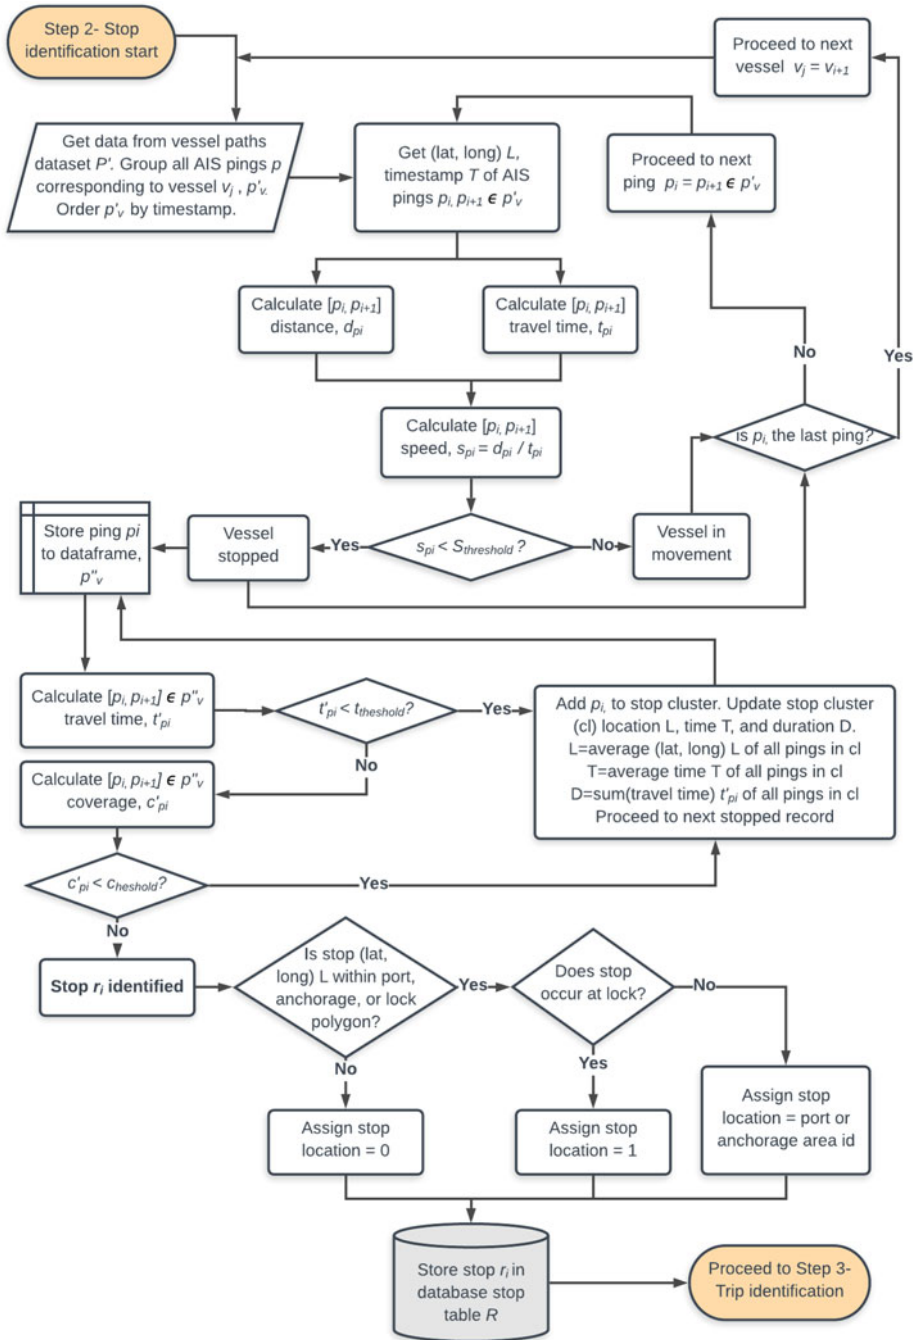 Step 2- Stop
identification start
Proceed to next
vessel vj = vi+1
Get data from vessel paths
dataset P'. Group all AIS pings p
corresponding to vessel vj , p'v.
Order p'v by timestamp.
Get (lat, long) L,
timestamp T of AIS
pings pi, pi+1 ϵ p'v
Proceed to next
ping pi = pi+1 ϵ p'v
Calculate [pi, pi+1]
distance, dpi
Calculate [pi, pi+1]
travel time, tpi
No
Yes
Calculate [pi, pi+1]
speed, spi = dpi / tpi
is pi, the last ping?
Store ping pi
to dataframe,
p"v
Vessel
stopped
Yes
spi < Sthreshold ?
No
Vessel in
movement
Calculate [pi, pi+1] ϵ p"v
travel time, t'pi
t'pi < ttheshold?
Yes
No
Add pi, to stop cluster. Update stop cluster
(cl) location L, time T, and duration D.
L=average (lat, long) L of all pings in cl
T=average time T of all pings in cl
D=sum(travel time) t'pi of all pings in cl
Proceed to next stopped record
Calculate [pi, pi+1] ϵ p"v
coverage, c'pi
c'pi < cheshold?
Yes
No
Stop ri identified
Is stop (lat,
long) L within port,
anchorage, or lock
polygon?
Yes
Does stop
occur at lock?
No
No
Yes
Assign stop
location = 0
Assign stop
location = 1
Assign stop
location = port or
anchorage area id
Store stop ri in
database stop
table R
Proceed to Step 3-
Trip identification